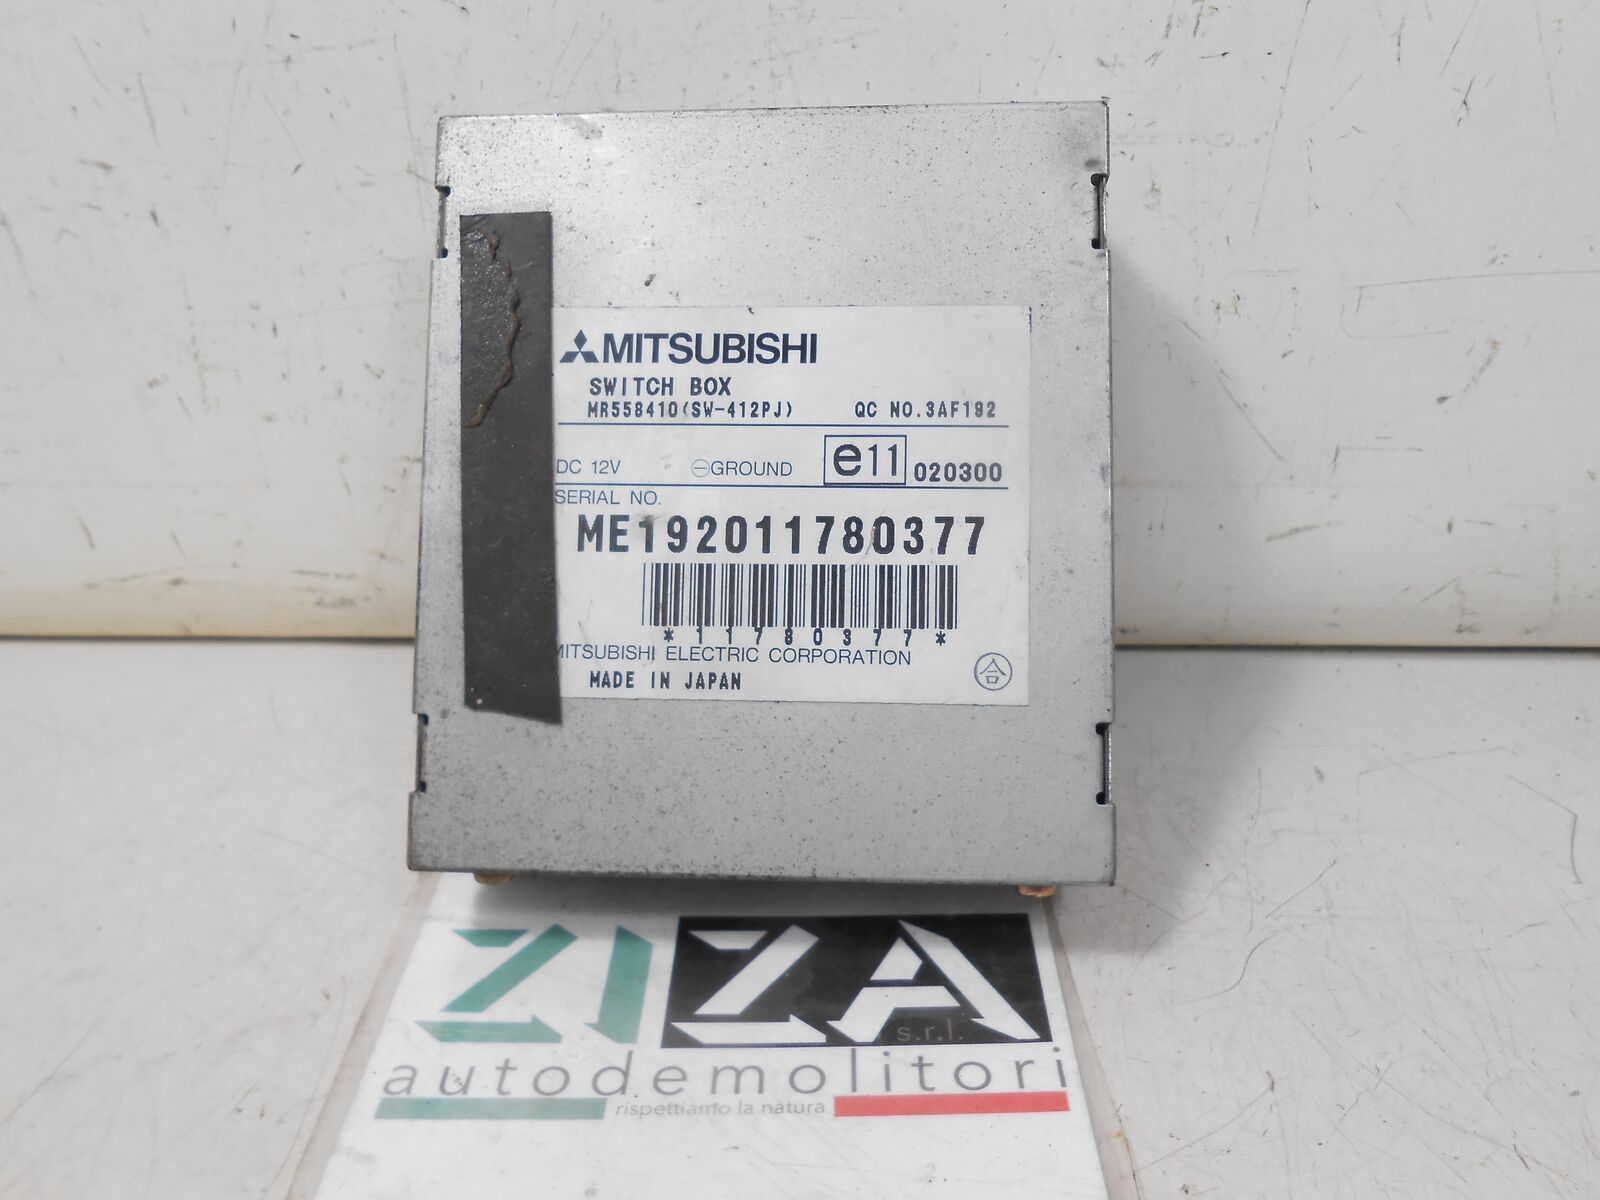 MITSUBISHI
SWITCH BOX
MR558410(SW-412PJ) QC NO.3AF192
DC 12V ⊖GROUND e11 020300
SERIAL NO.
ME192011780377
*11780377*
MITSUBISHI ELECTRIC CORPORATION
MADE IN JAPAN 合
ZIZA
s.r.l.
autodemolitori
rispettiamo la natura